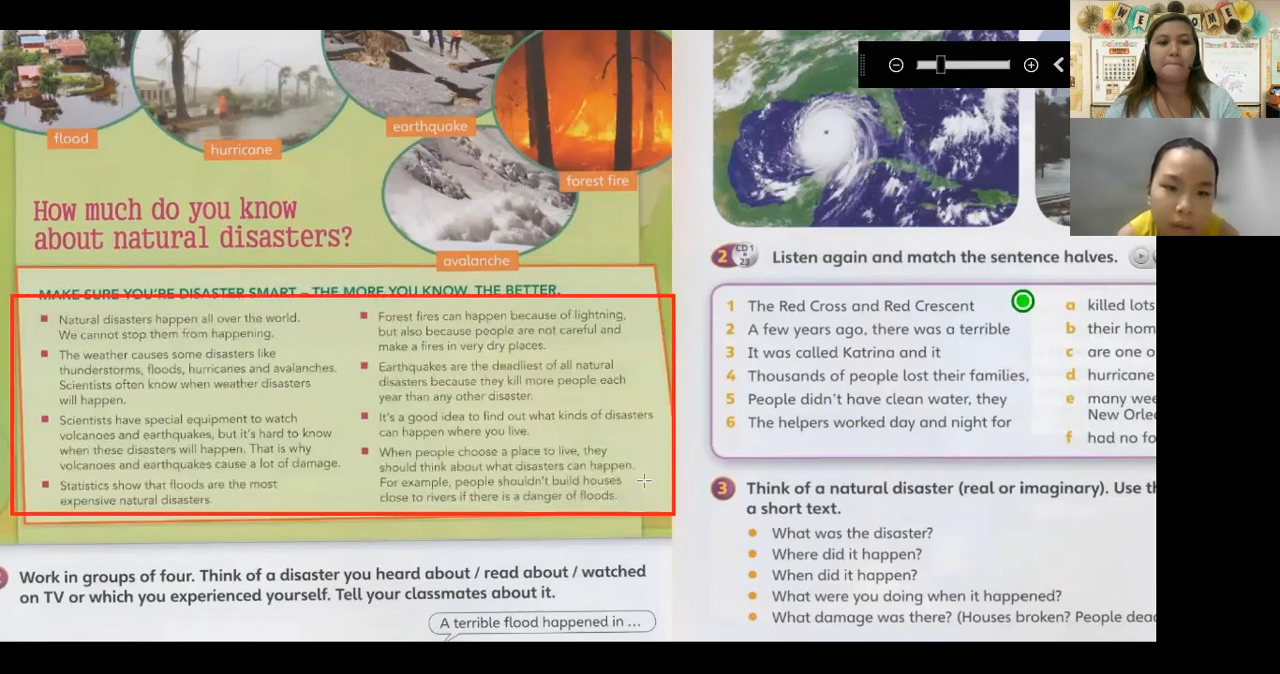 WELCOME
flood
hurricane
earthquake
forest fire
avalanche
How much do you know
about natural disasters?
MAKE SURE YOU'RE DISASTER SMART – THE MORE YOU KNOW, THE BETTER.
Natural disasters happen all over the world.
We cannot stop them from happening.
The weather causes some disasters like
thunderstorms, floods, hurricanes and avalanches.
Scientists often know when weather disasters
will happen.
Scientists have special equipment to watch
volcanoes and earthquakes, but it's hard to know
when these disasters will happen. That is why
volcanoes and earthquakes cause a lot of damage.
Statistics show that floods are the most
expensive natural disasters.
Forest fires can happen because of lightning,
but also because people are not careful and
make a fires in very dry places.
Earthquakes are the deadliest of all natural
disasters because they kill more people each
year than any other disaster.
It's a good idea to find out what kinds of disasters
can happen where you live.
When people choose a place to live, they
should think about what disasters can happen.
For example, people shouldn't build houses
close to rivers if there is a danger of floods.
Work in groups of four. Think of a disaster you heard about / read about / watched
on TV or which you experienced yourself. Tell your classmates about it.
A terrible flood happened in ...
2 CD 1 23 Listen again and match the sentence halves.
1 The Red Cross and Red Crescent
2 A few years ago, there was a terrible
3 It was called Katrina and it
4 Thousands of people lost their families,
5 People didn't have clean water, they
6 The helpers worked day and night for
a killed lots
b their hom
c are one o
d hurricane
e many wee
New Orle
f had no fo
3 Think of a natural disaster (real or imaginary). Use th
a short text.
What was the disaster?
Where did it happen?
When did it happen?
What were you doing when it happened?
What damage was there? (Houses broken? People dead